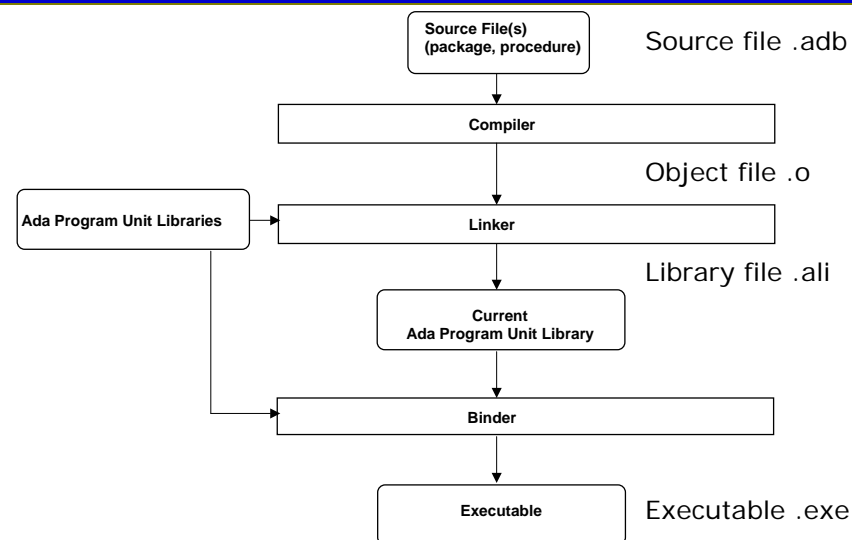 Source File(s)
(package, procedure)
Source file .adb
Compiler
Object file .o
Ada Program Unit Libraries
Linker
Library file .ali
Current
Ada Program Unit Library
Binder
Executable
Executable .exe